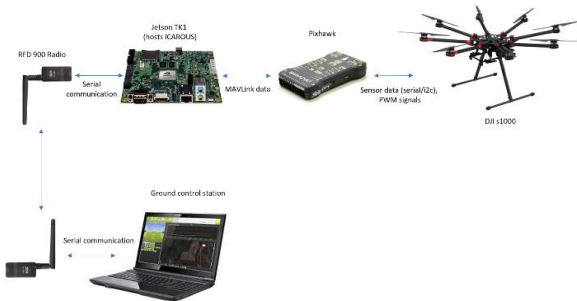 Jetson TK1
(hosts ICAROUS)
Pixhawk
RFD 900 Radio
Serial
communication
MAVLink data
Sensor data (serial/i2c),
PWM signals
DJI s1000
Ground control station
Serial communication